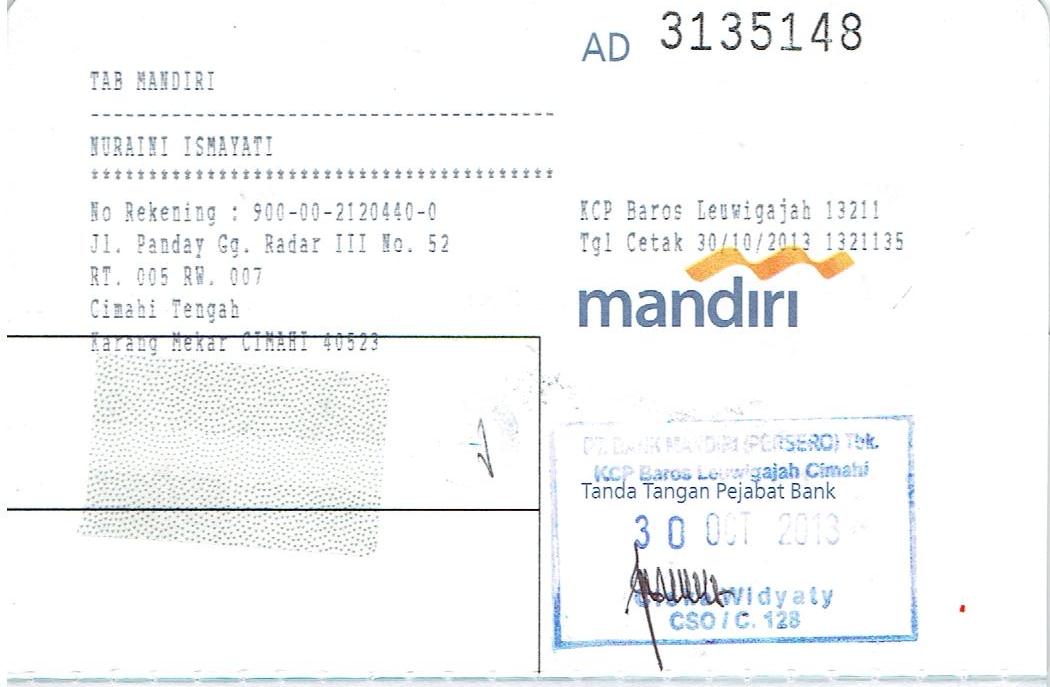 AD 3135148
TAB MANDIRI
NURAINI ISMAYATI
No Rekening : 900-00-2120440-0
Jl. Panday Gg. Radar III No. 52
RT. 005 RW. 007
Cimahi Tengah
Karang Mekar CIMAHI 40523
KCP Baros Leuwigajah 13211
Tgl Cetak 30/10/2013 1321135
mandiri
PT. BANK MANDIRI (PERSERO) Tbk.
KCP Baros Leuwigajah Cimahi
Tanda Tangan Pejabat Bank
30 OCT 2013
Widyaty
CSO / C. 128